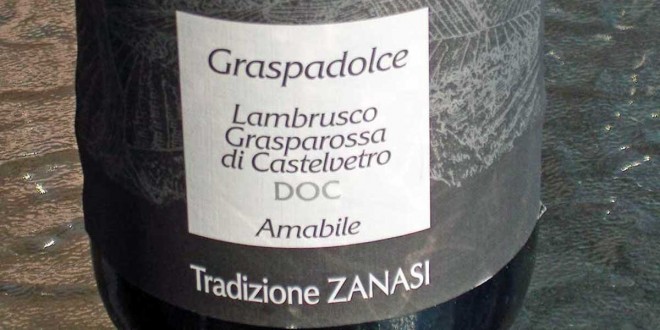 Graspadolce
Lambrusco
Grasparossa
di Castelvetro
DOC
Amabile
Tradizione ZANASI